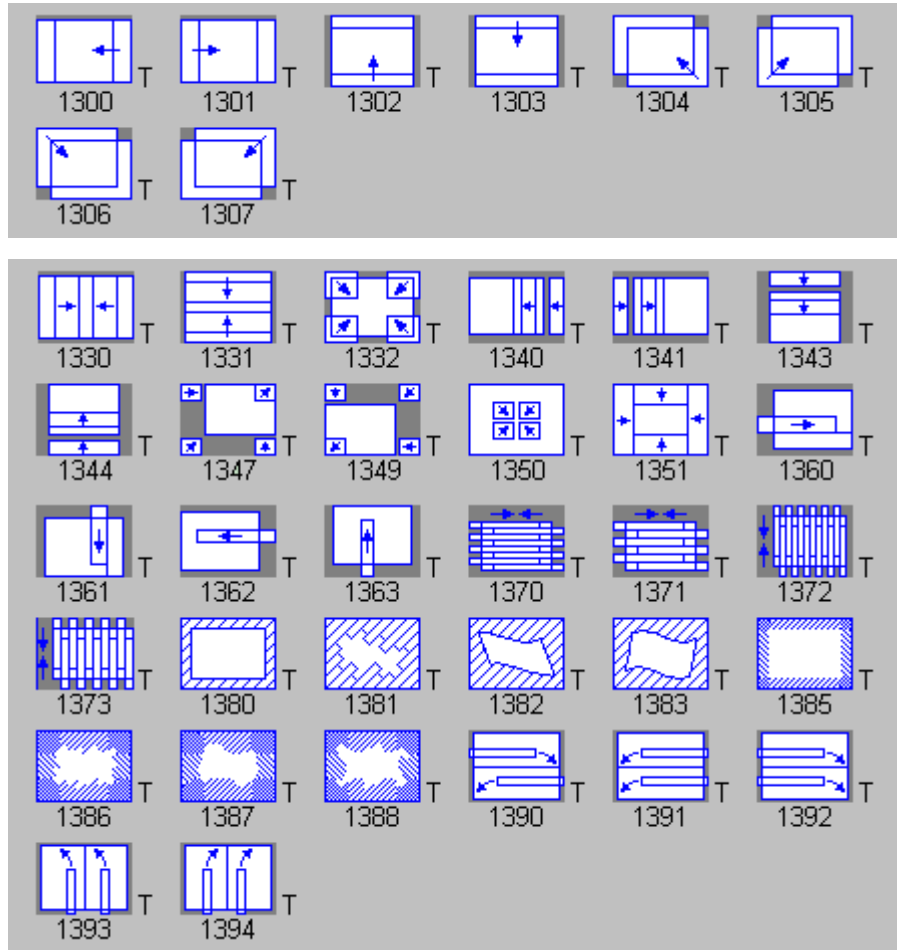 T T T T T T
1300 1301 1302 1303 1304 1305
T T
1306 1307
T T T T T T
1330 1331 1332 1340 1341 1343
T T T T T T
1344 1347 1349 1350 1351 1360
T T T T T T
1361 1362 1363 1370 1371 1372
T T T T T T
1373 1380 1381 1382 1383 1385
T T T T T T
1386 1387 1388 1390 1391 1392
T T
1393 1394